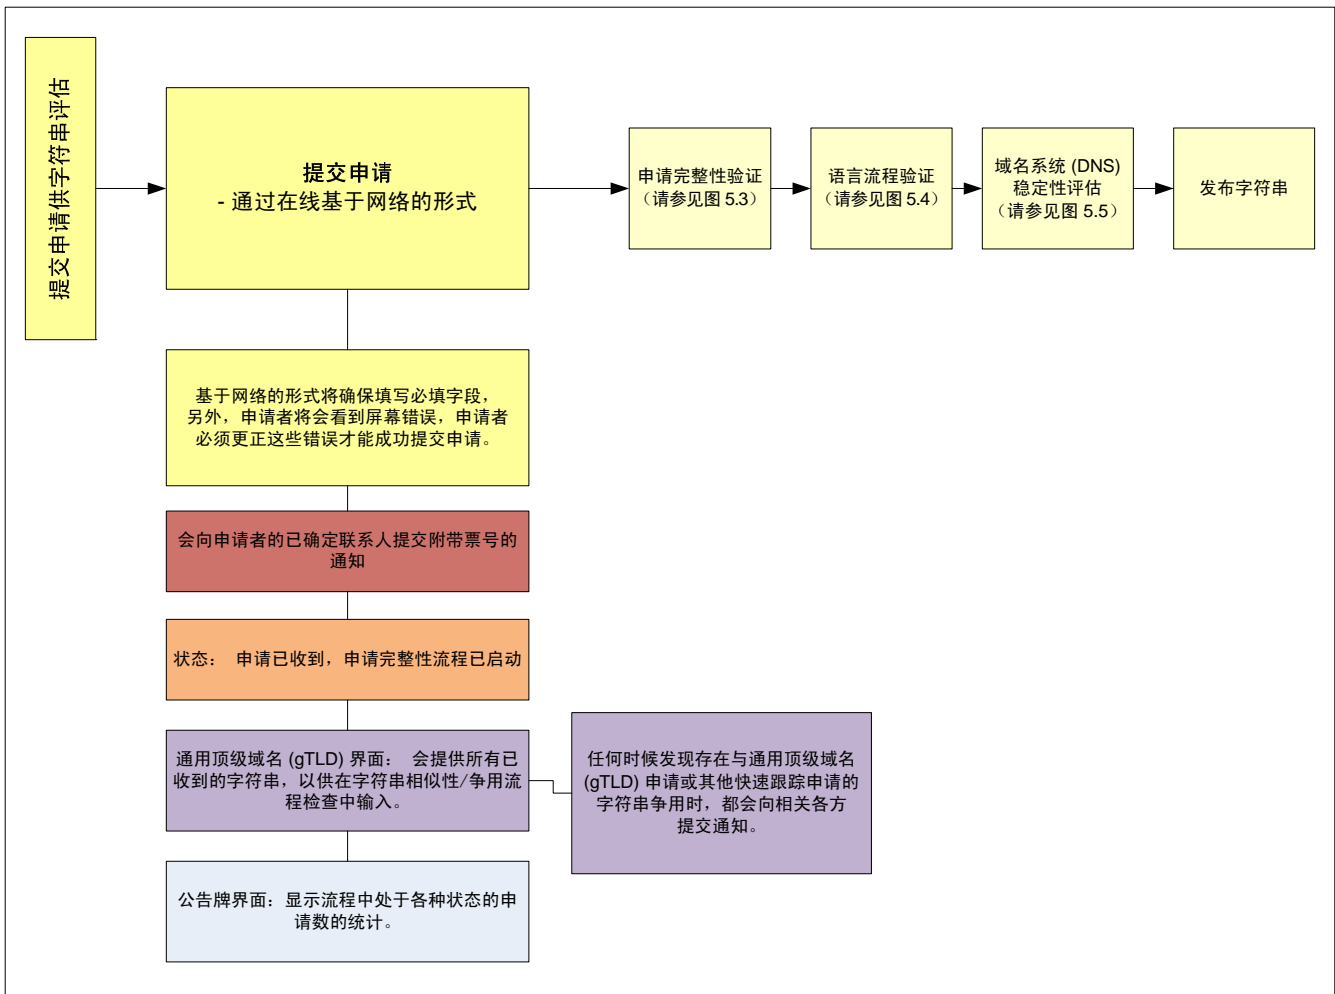 提交申请供字符串评估
提交申请
- 通过在线基于网络的形式
申请完整性验证
（请参见图 5.3）
语言流程验证
（请参见图 5.4）
域名系统 (DNS)
稳定性评估
（请参见图 5.5）
发布字符串
基于网络的形式将确保填写必填字段，
另外，申请者将会看到屏幕错误，申请者
必须更正这些错误才能成功提交申请。
会向申请者的已确定联系人提交附带票号的
通知
状态： 申请已收到，申请完整性流程已启动
通用顶级域名 (gTLD) 界面： 会提供所有已
收到的字符串，以供在字符串相似性/争用流
程检查中输入。
任何时候发现存在与通用顶级域名
(gTLD) 申请或其他快速跟踪申请的
字符串争用时，都会向相关各方
提交通知。
公告牌界面：显示流程中处于各种状态的申
请数的统计。